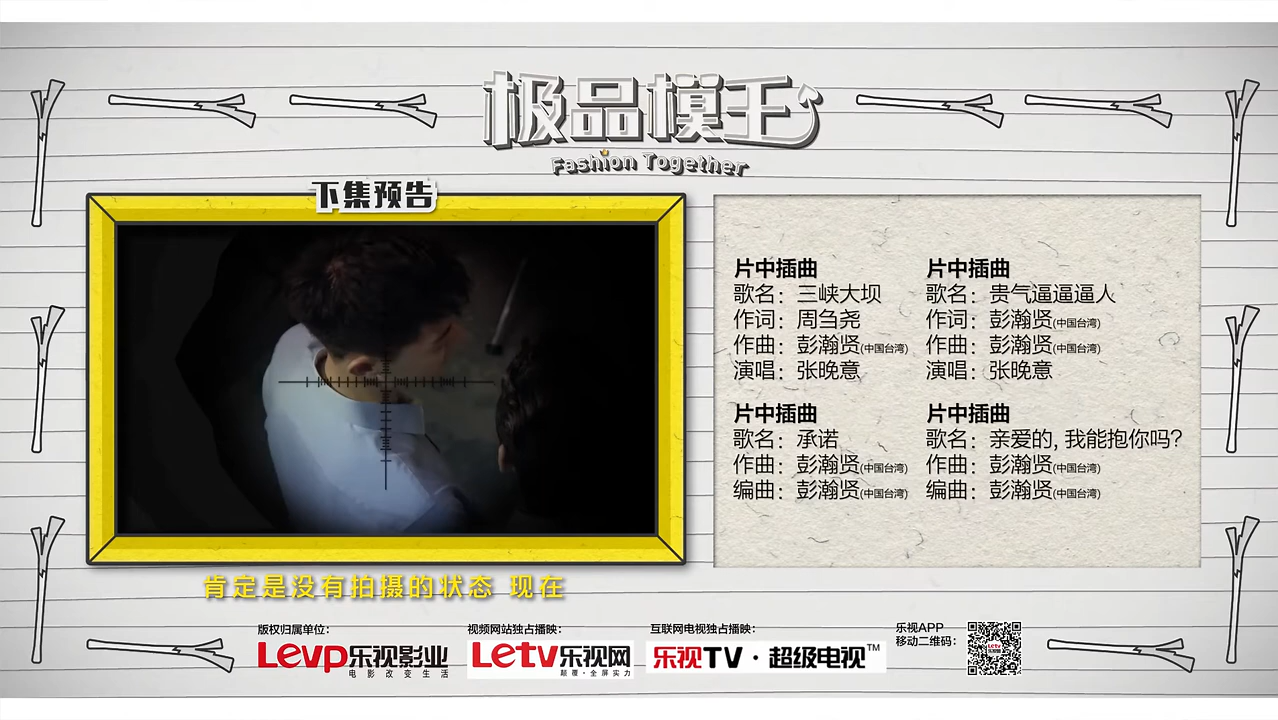 极品模王
Fashion Together
下集预告
片中插曲
歌名：三峡大坝
作词：周刍尧
作曲：彭瀚贤(中国台湾)
演唱：张晚意
片中插曲
歌名：贵气逼逼逼人
作词：彭瀚贤(中国台湾)
作曲：彭瀚贤(中国台湾)
演唱：张晚意
片中插曲
歌名：承诺
作曲：彭瀚贤(中国台湾)
编曲：彭瀚贤(中国台湾)
片中插曲
歌名：亲爱的, 我能抱你吗?
作曲：彭瀚贤(中国台湾)
编曲：彭瀚贤(中国台湾)
肯定是没有拍摄的状态 现在
版权归属单位：
Levp乐视影业
电影改变生活
视频网站独占播映：
Letv乐视网
颠覆·全屏实力
互联网电视独占播映：
乐视TV·超级电视™
乐视APP
移动二维码：